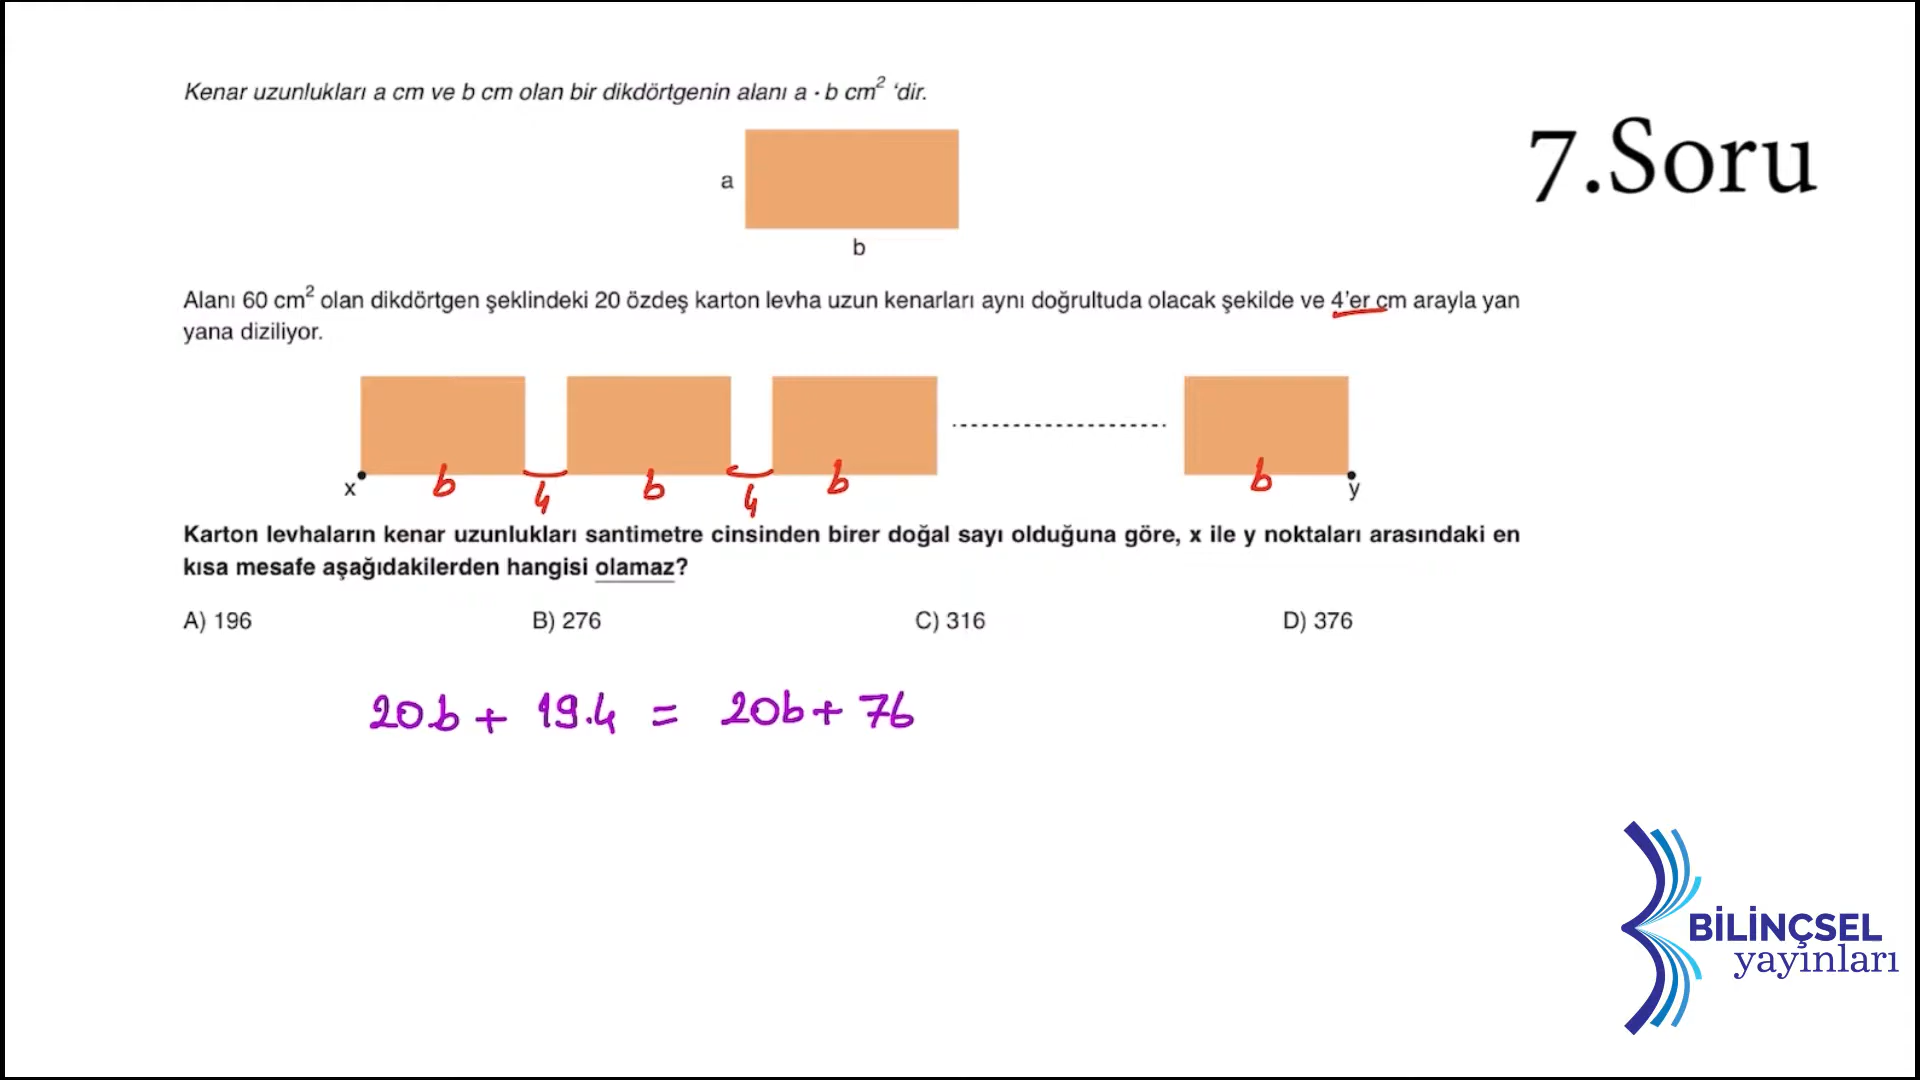 Kenar uzunlukları a cm ve b cm olan bir dikdörtgenin alanı a · b cm² ‘dir.
7.Soru
a
b
Alanı 60 cm² olan dikdörtgen şeklindeki 20 özdeş karton levha uzun kenarları aynı doğrultuda olacak şekilde ve 4’er cm arayla yan
yana diziliyor.
x b 4 b 4 b b y
Karton levhaların kenar uzunlukları santimetre cinsinden birer doğal sayı olduğuna göre, x ile y noktaları arasındaki en
kısa mesafe aşağıdakilerden hangisi olamaz?
A) 196 B) 276 C) 316 D) 376
20.b + 19.4 = 20b + 76
BİLİNÇSEL
yayınları